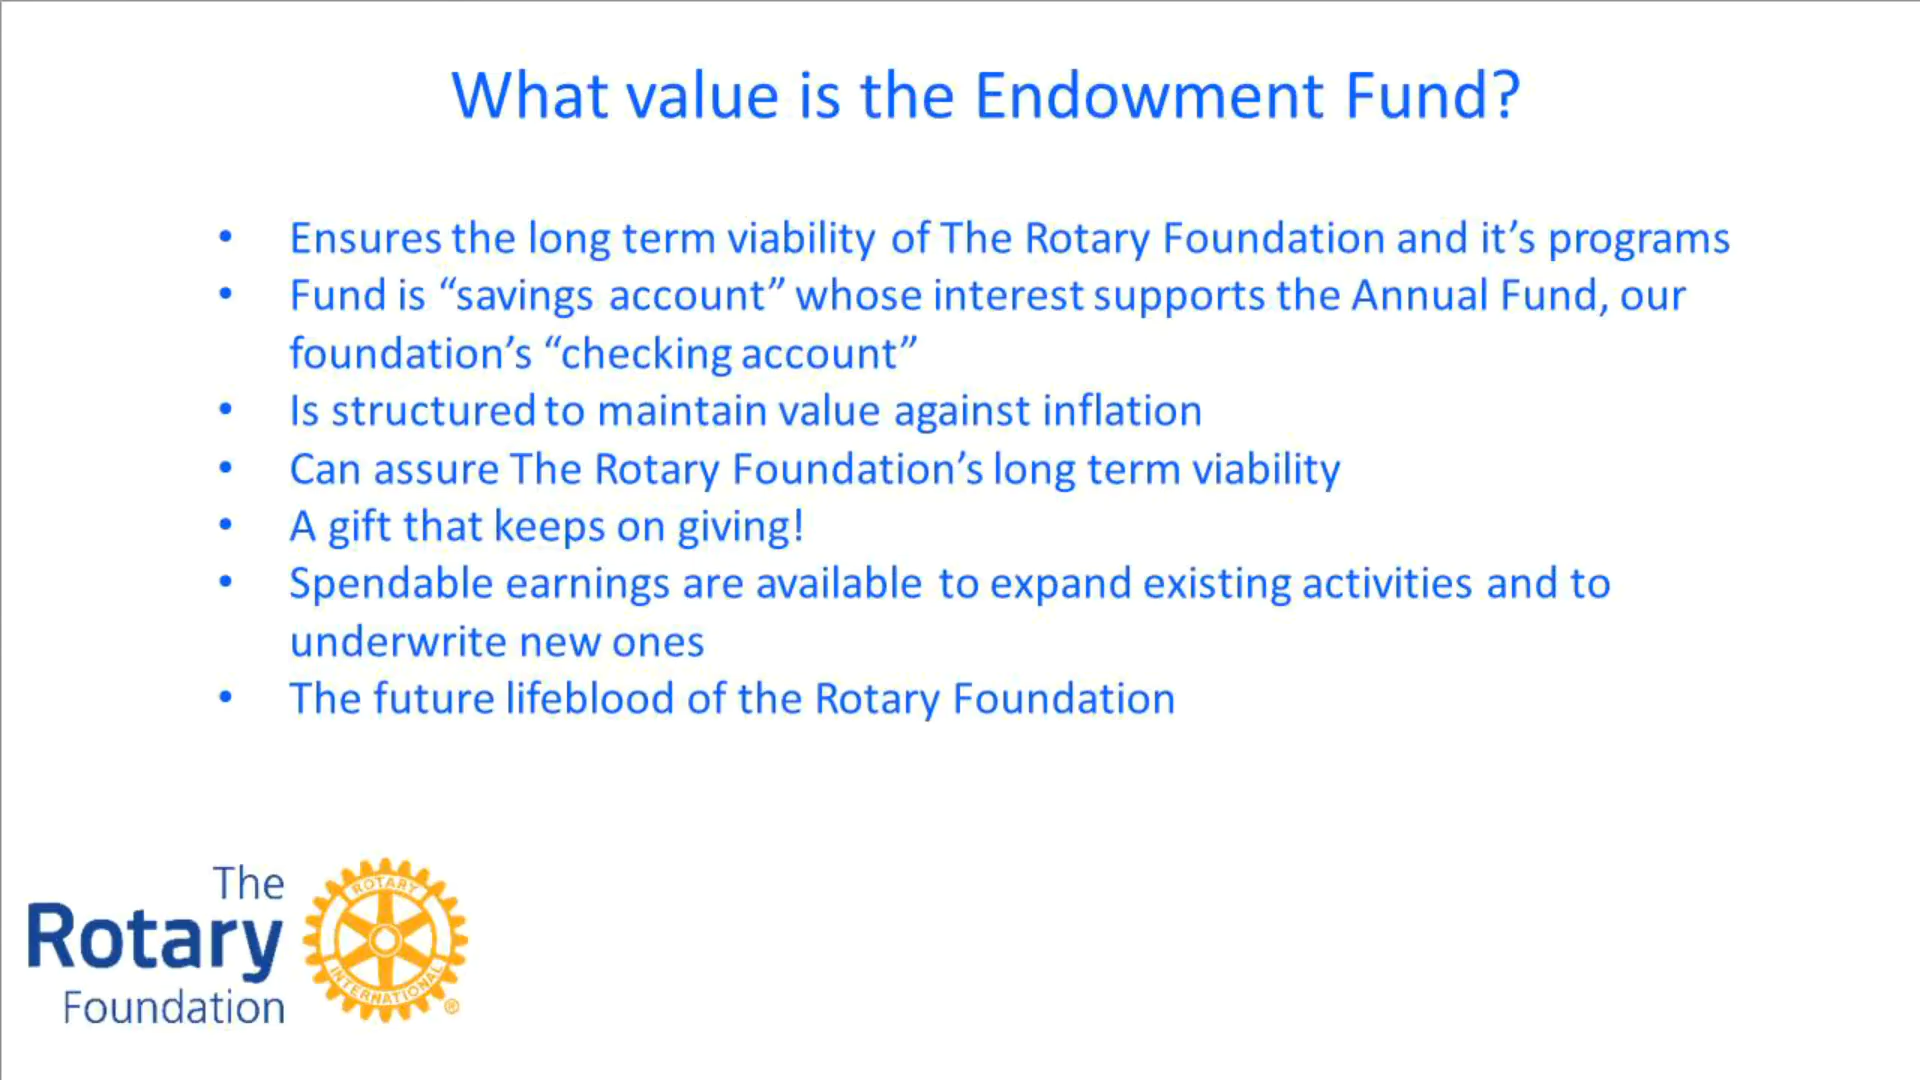 What value is the Endowment Fund?
• Ensures the long term viability of The Rotary Foundation and it’s programs
• Fund is “savings account” whose interest supports the Annual Fund, our
foundation’s “checking account”
• Is structured to maintain value against inflation
• Can assure The Rotary Foundation’s long term viability
• A gift that keeps on giving!
• Spendable earnings are available to expand existing activities and to
underwrite new ones
• The future lifeblood of the Rotary Foundation
The
Rotary
Foundation
ROTARY
INTERNATIONAL
®